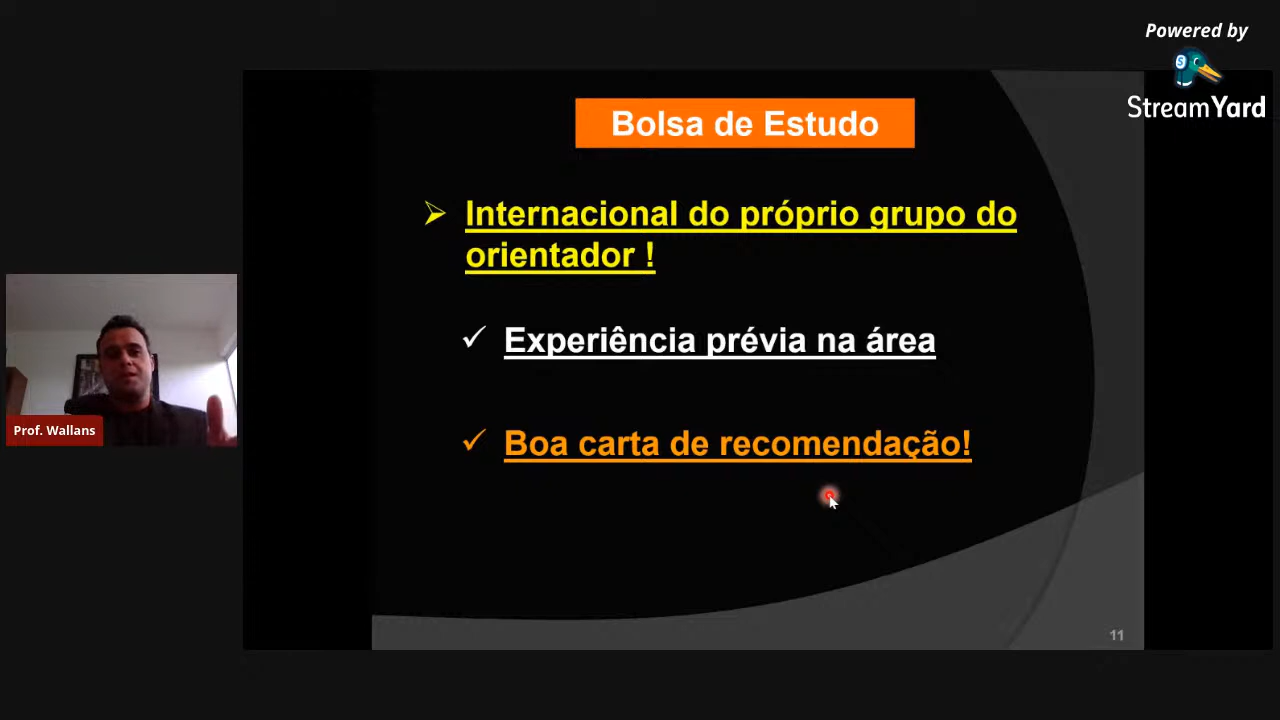 Powered by
StreamYard
Bolsa de Estudo
Internacional do próprio grupo do
orientador !
Experiência prévia na área
Boa carta de recomendação!
Prof. Wallans
11